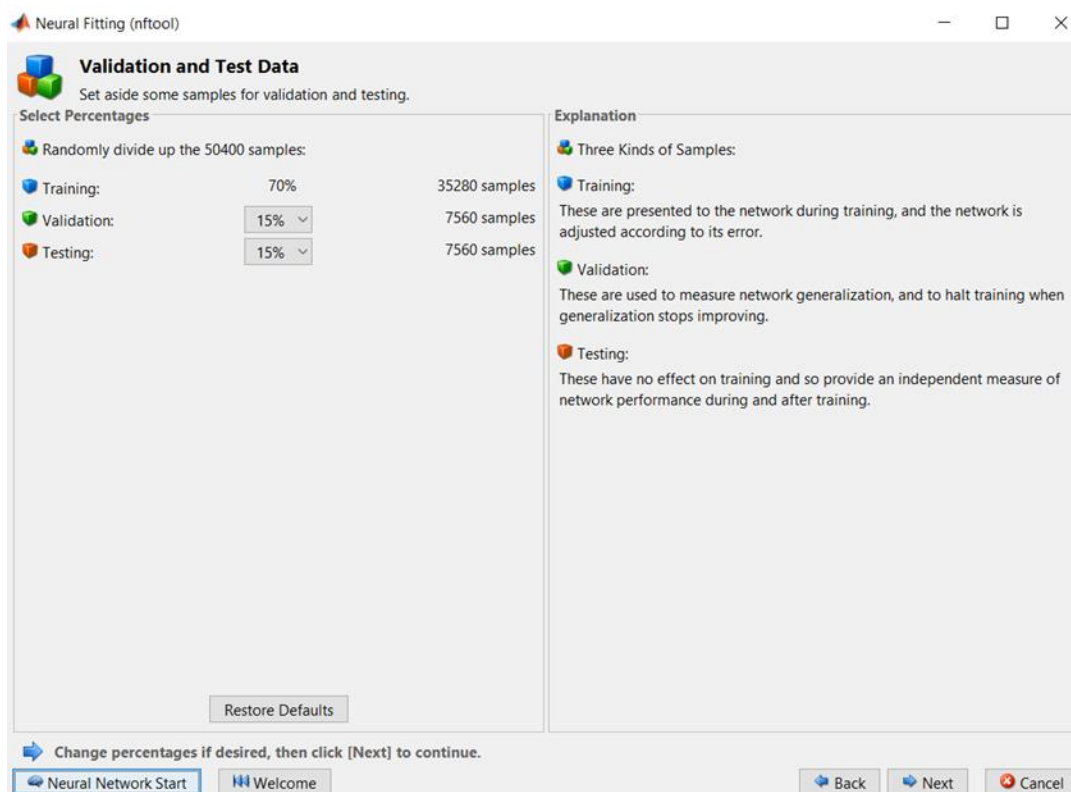 Neural Fitting (nftool)
Validation and Test Data
Set aside some samples for validation and testing.
Select Percentages
Randomly divide up the 50400 samples:
Training: 70% 35280 samples
Validation: 15% 7560 samples
Testing: 15% 7560 samples
Restore Defaults
Explanation
Three Kinds of Samples:
Training:
These are presented to the network during training, and the network is
adjusted according to its error.
Validation:
These are used to measure network generalization, and to halt training when
generalization stops improving.
Testing:
These have no effect on training and so provide an independent measure of
network performance during and after training.
Change percentages if desired, then click [Next] to continue.
Neural Network Start Welcome Back Next Cancel